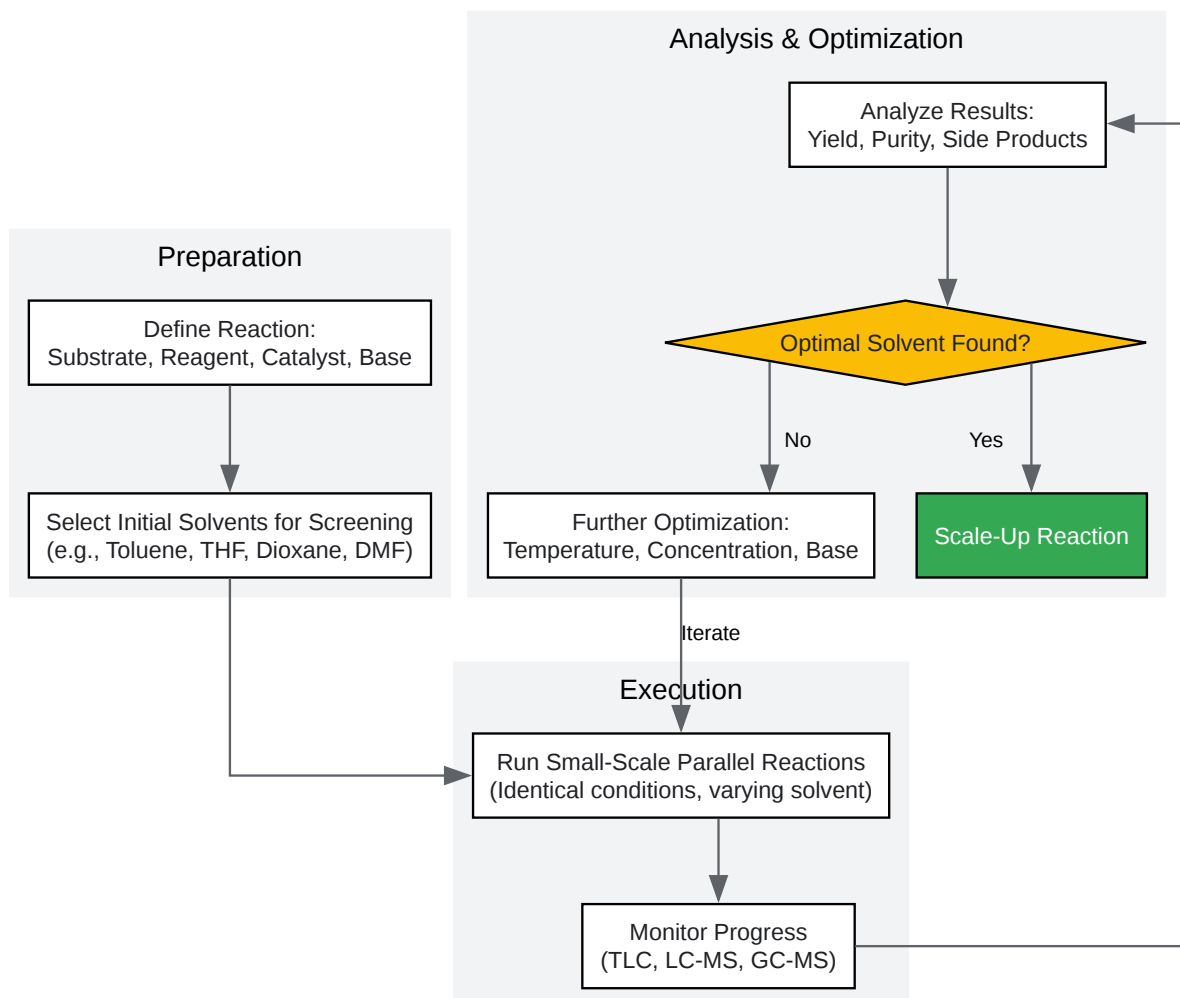 Analysis & Optimization
Analyze Results:
Yield, Purity, Side Products
Preparation
Define Reaction:
Substrate, Reagent, Catalyst, Base
Optimal Solvent Found?
No
Yes
Select Initial Solvents for Screening
(e.g., Toluene, THF, Dioxane, DMF)
Further Optimization:
Temperature, Concentration, Base
Scale-Up Reaction
Iterate
Execution
Run Small-Scale Parallel Reactions
(Identical conditions, varying solvent)
Monitor Progress
(TLC, LC-MS, GC-MS)